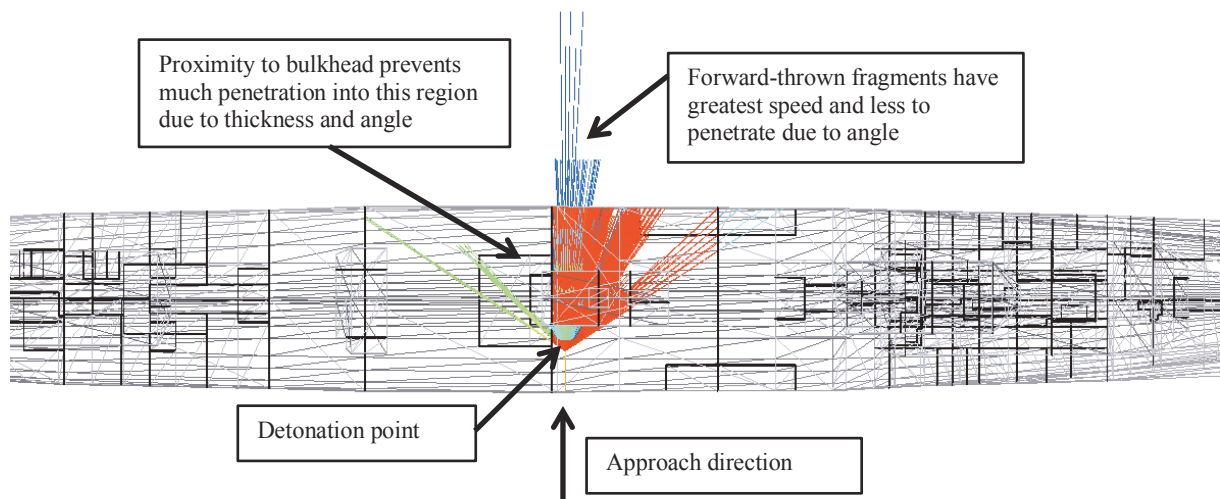 Proximity to bulkhead prevents
much penetration into this region
due to thickness and angle
Forward-thrown fragments have
greatest speed and less to
penetrate due to angle
Detonation point
Approach direction